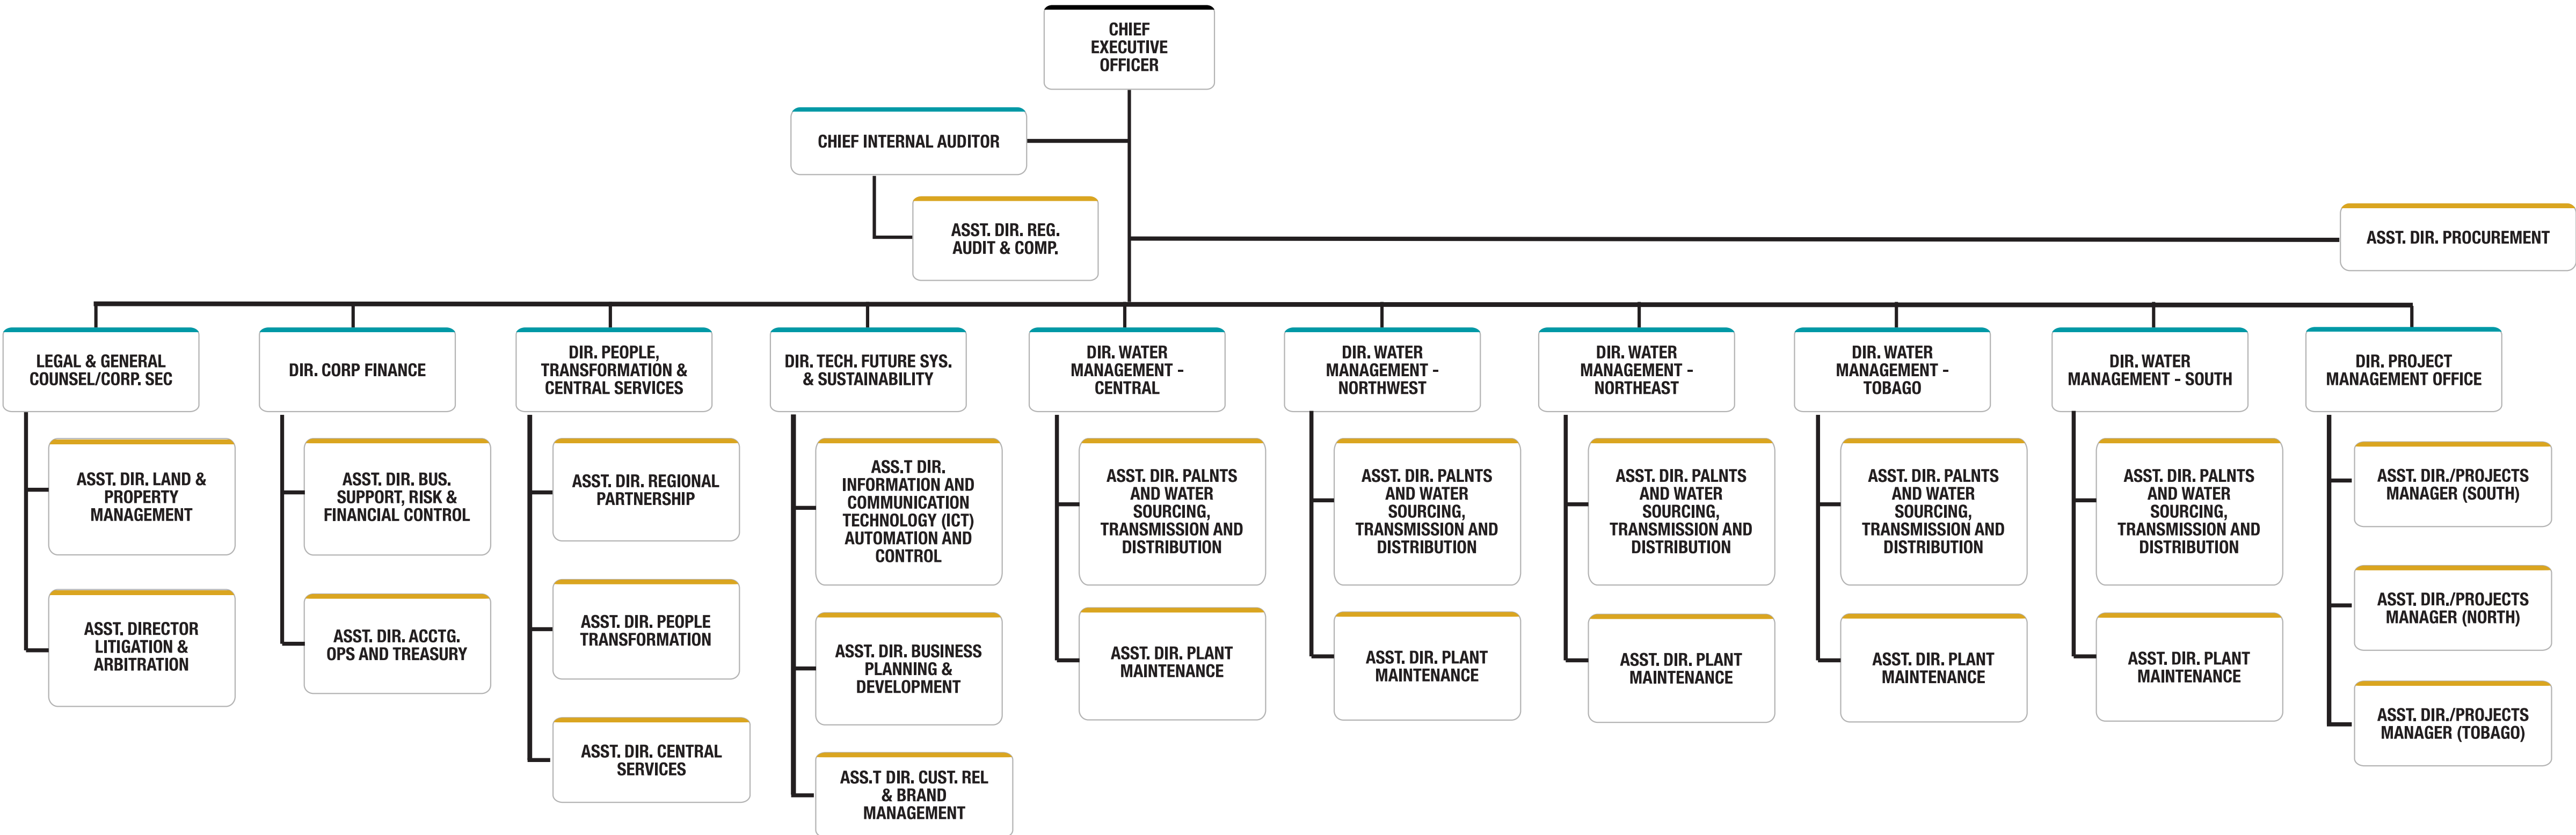 CHIEF
EXECUTIVE
OFFICER
CHIEF INTERNAL AUDITOR
ASST. DIR. REG.
AUDIT & COMP.
ASST. DIR. PROCUREMENT
LEGAL & GENERAL
COUNSEL/CORP. SEC
ASST. DIR. LAND &
PROPERTY
MANAGEMENT
ASST. DIRECTOR
LITIGATION &
ARBITRATION
DIR. CORP FINANCE
ASST. DIR. BUS.
SUPPORT, RISK &
FINANCIAL CONTROL
ASST. DIR. ACCTG.
OPS AND TREASURY
DIR. PEOPLE,
TRANSFORMATION &
CENTRAL SERVICES
ASST. DIR. REGIONAL
PARTNERSHIP
ASST. DIR. PEOPLE
TRANSFORMATION
ASST. DIR. CENTRAL
SERVICES
DIR. TECH. FUTURE SYS.
& SUSTAINABILITY
ASS.T DIR.
INFORMATION AND
COMMUNICATION
TECHNOLOGY (ICT)
AUTOMATION AND
CONTROL
ASST. DIR. BUSINESS
PLANNING &
DEVELOPMENT
ASS.T DIR. CUST. REL
& BRAND
MANAGEMENT
DIR. WATER
MANAGEMENT -
CENTRAL
ASST. DIR. PALNTS
AND WATER
SOURCING,
TRANSMISSION AND
DISTRIBUTION
ASST. DIR. PLANT
MAINTENANCE
DIR. WATER
MANAGEMENT -
NORTHWEST
ASST. DIR. PALNTS
AND WATER
SOURCING,
TRANSMISSION AND
DISTRIBUTION
ASST. DIR. PLANT
MAINTENANCE
DIR. WATER
MANAGEMENT -
NORTHEAST
ASST. DIR. PALNTS
AND WATER
SOURCING,
TRANSMISSION AND
DISTRIBUTION
ASST. DIR. PLANT
MAINTENANCE
DIR. WATER
MANAGEMENT -
TOBAGO
ASST. DIR. PALNTS
AND WATER
SOURCING,
TRANSMISSION AND
DISTRIBUTION
ASST. DIR. PLANT
MAINTENANCE
DIR. WATER
MANAGEMENT - SOUTH
ASST. DIR. PALNTS
AND WATER
SOURCING,
TRANSMISSION AND
DISTRIBUTION
ASST. DIR. PLANT
MAINTENANCE
DIR. PROJECT
MANAGEMENT OFFICE
ASST. DIR./PROJECTS
MANAGER (SOUTH)
ASST. DIR./PROJECTS
MANAGER (NORTH)
ASST. DIR./PROJECTS
MANAGER (TOBAGO)